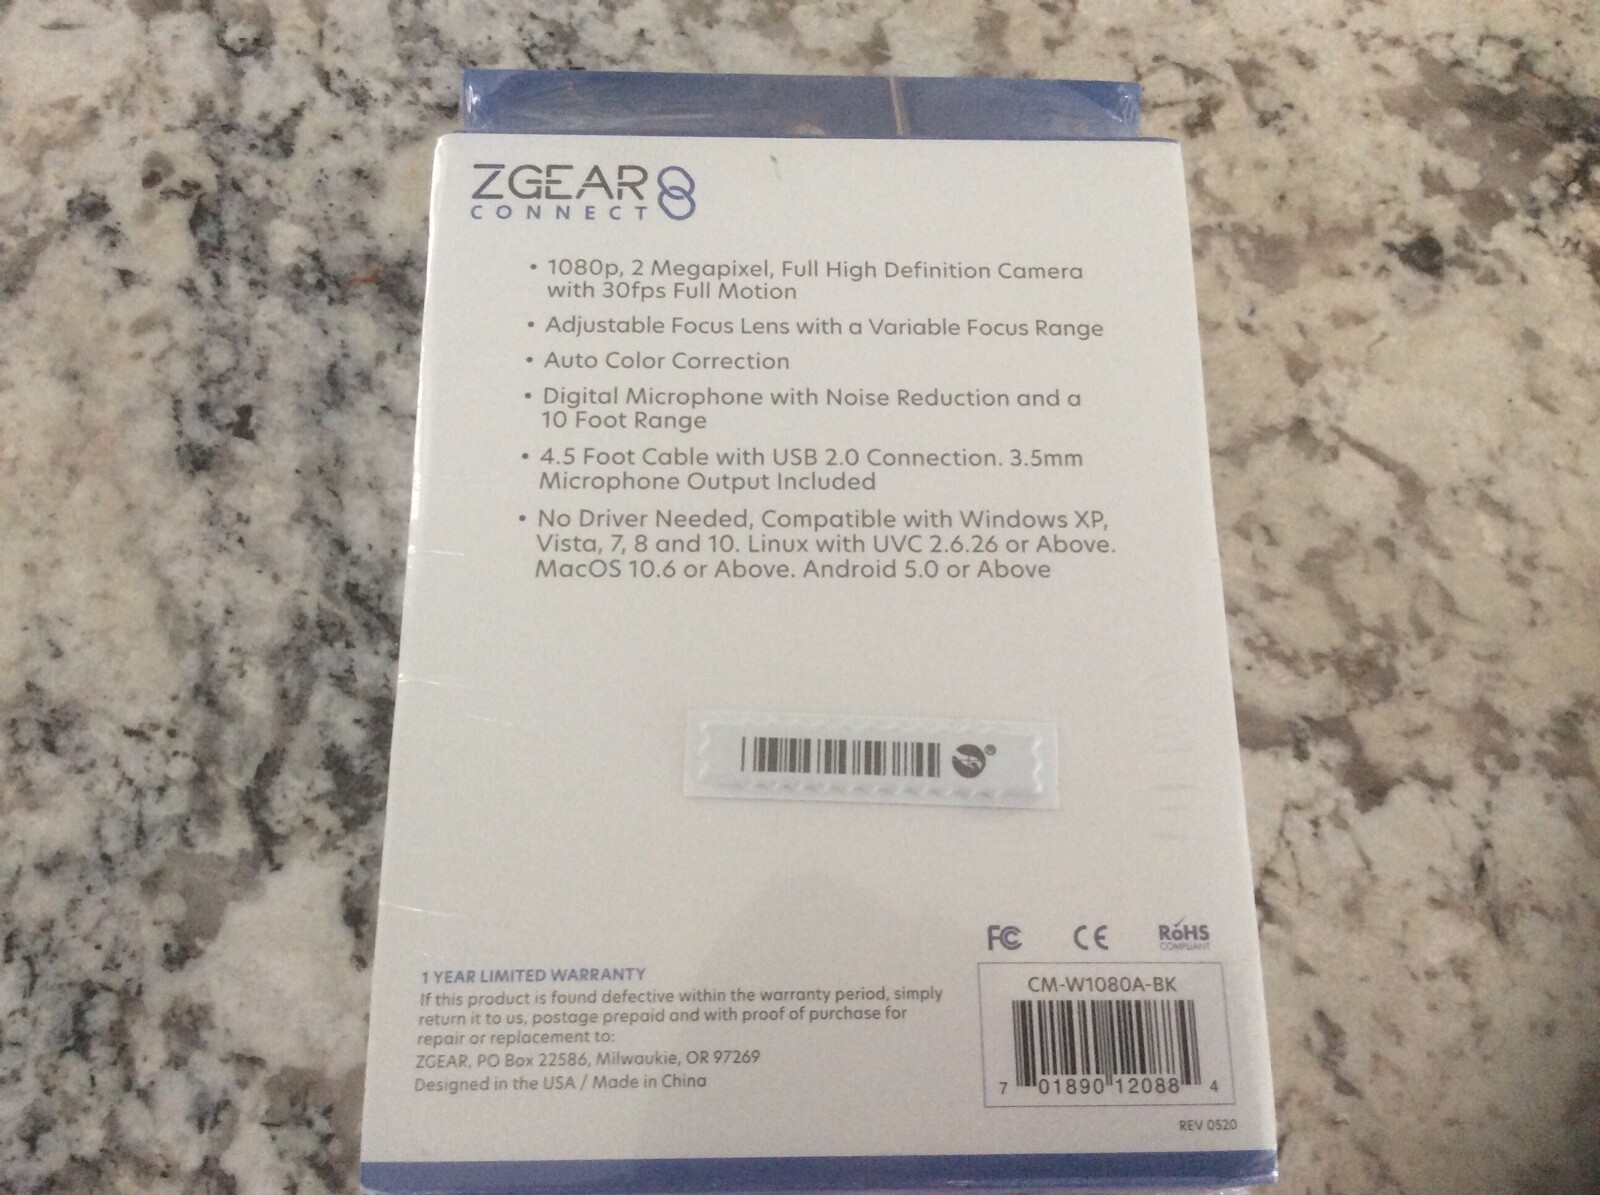 ZGEAR
CONNECT
• 1080p, 2 Megapixel, Full High Definition Camera
with 30fps Full Motion
• Adjustable Focus Lens with a Variable Focus Range
• Auto Color Correction
• Digital Microphone with Noise Reduction and a
10 Foot Range
• 4.5 Foot Cable with USB 2.0 Connection. 3.5mm
Microphone Output Included
• No Driver Needed, Compatible with Windows XP,
Vista, 7, 8 and 10. Linux with UVC 2.6.26 or Above.
MacOS 10.6 or Above. Android 5.0 or Above
®
FC CE RoHS
COMPLIANT
1 YEAR LIMITED WARRANTY
If this product is found defective within the warranty period, simply
return it to us, postage prepaid and with proof of purchase for
repair or replacement to:
ZGEAR, PO Box 22586, Milwaukie, OR 97269
Designed in the USA / Made in China
CM-W1080A-BK
7 01890 12088 4
REV 0520